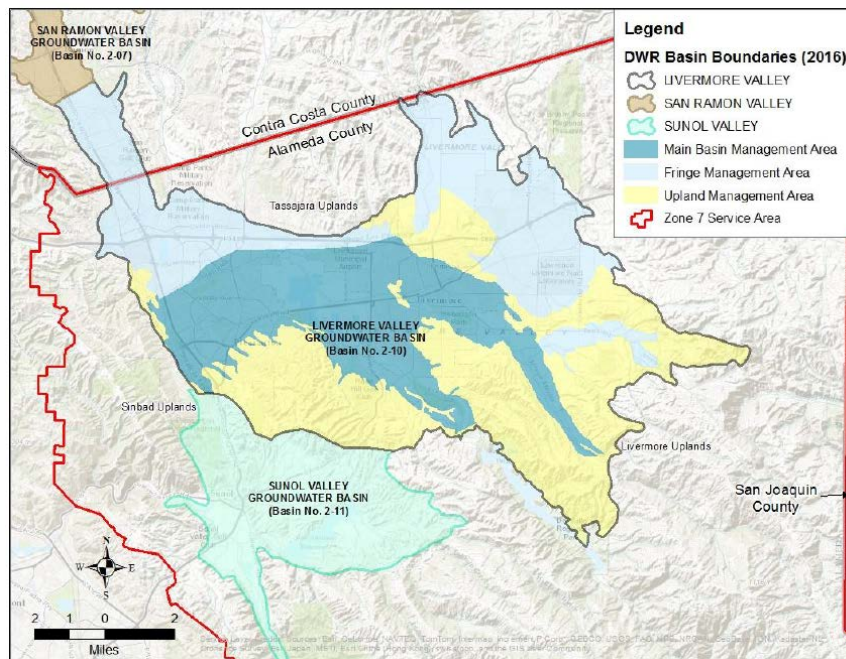 SAN RAMON VALLEY
GROUNDWATER BASIN
(Basin No. 2-07)
Contra Costa County
Alameda County
Tassajara Uplands
LIVERMORE VALLEY
GROUNDWATER BASIN
(Basin No. 2-10)
Sinbad Uplands
Livermore Uplands
SUNOL VALLEY
GROUNDWATER BASIN
(Basin No. 2-11)
San Joaquin
County
N
W E
S
2 1 0 2
Miles
Legend
DWR Basin Boundaries (2016)
LIVERMORE VALLEY
SAN RAMON VALLEY
SUNOL VALLEY
Main Basin Management Area
Fringe Management Area
Upland Management Area
Zone 7 Service Area